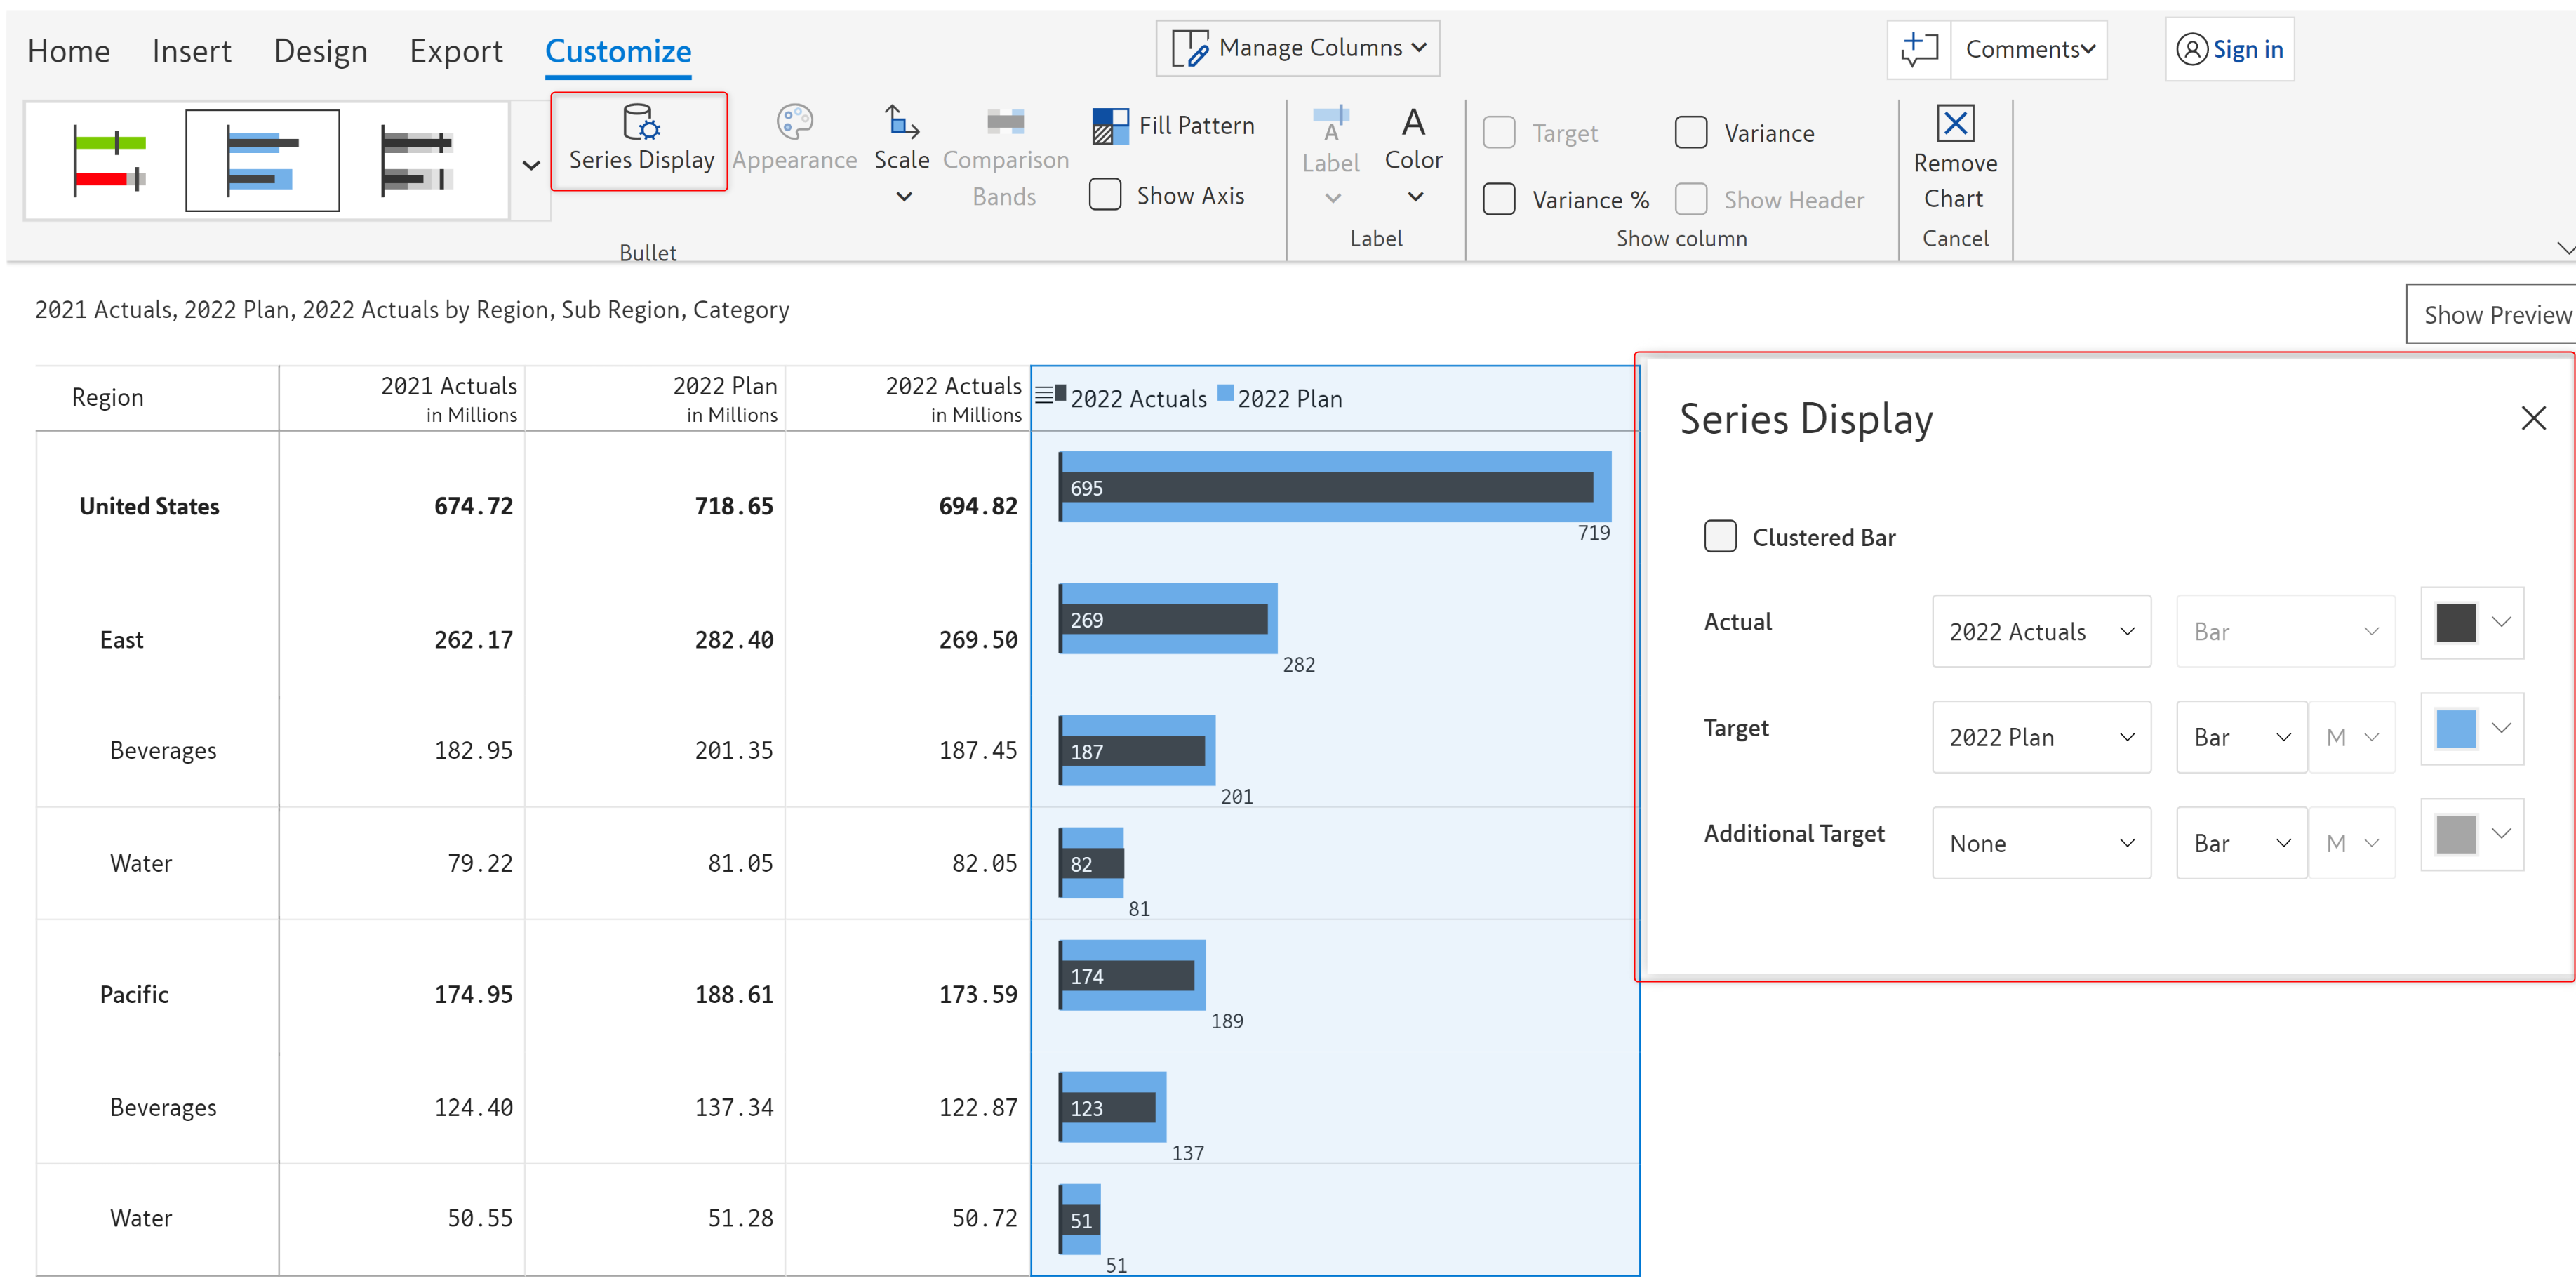 Home Insert Design Export Customize Manage Columns Comments Sign in
Series Display Appearance Scale Comparison Bands Fill Pattern Show Axis
Label Color Target Variance
Variance % Show Header
Remove Chart
Bullet Label Show column Cancel
2021 Actuals, 2022 Plan, 2022 Actuals by Region, Sub Region, Category
Show Preview
Region 2021 Actuals in Millions 2022 Plan in Millions 2022 Actuals in Millions 2022 Actuals 2022 Plan
United States 674.72 718.65 694.82 695 719
East 262.17 282.40 269.50 269 282
Beverages 182.95 201.35 187.45 187 201
Water 79.22 81.05 82.05 82 81
Pacific 174.95 188.61 173.59 174 189
Beverages 124.40 137.34 122.87 123 137
Water 50.55 51.28 50.72 51 51
Series Display
Clustered Bar
Actual 2022 Actuals Bar
Target 2022 Plan Bar M
Additional Target None Bar M